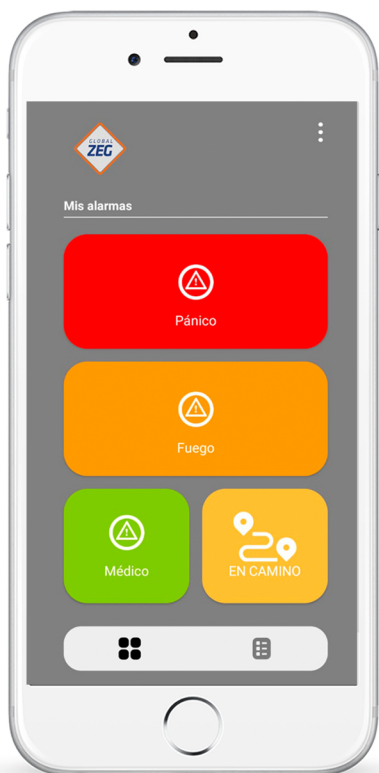 GLOBAL
ZEG
Mis alarmas
Pánico
Fuego
Médico
EN CAMINO